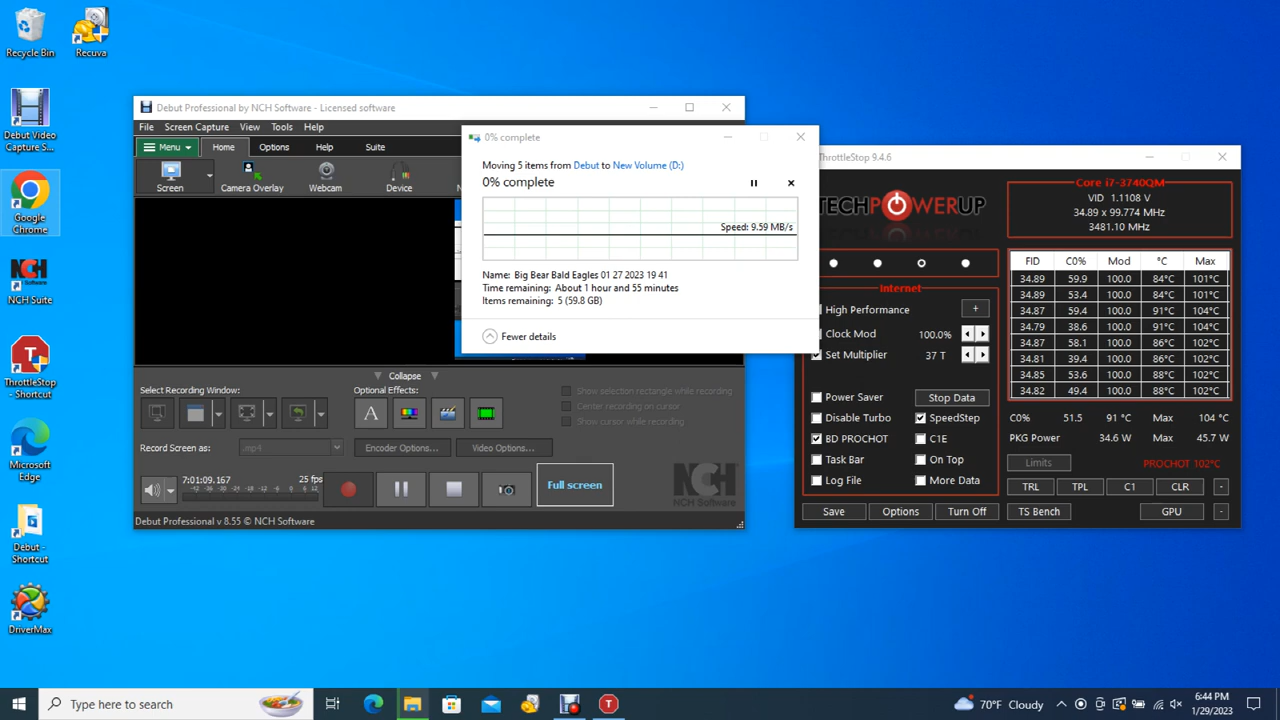 Recycle Bin
Recuva
Debut Video
Capture S...
Google
Chrome
NCH Suite
ThrottleStop
- Shortcut
Microsoft
Edge
Debut -
Shortcut
DriverMax
Debut Professional by NCH Software - Licensed software
File Screen Capture View Tools Help
Menu Home Options Help Suite
Screen Camera Overlay Webcam Device
Collapse
Select Recording Window: Optional Effects:
Show selection rectangle while recording
Center recording on cursor
Show cursor while recording
A
Record Screen as: .mp4 Encoder Options... Video Options...
7:01:09.167 25 fps
-42 -36 -30 -24 -18 -12 -6 0 6 12
Full screen
NCH
NCH Software
Debut Professional v 8.55 © NCH Software
0% complete
Moving 5 items from Debut to New Volume (D:)
0% complete
Speed: 9.59 MB/s
Name: Big Bear Bald Eagles 01 27 2023 19 41
Time remaining: About 1 hour and 55 minutes
Items remaining: 5 (59.8 GB)
Fewer details
ThrottleStop 9.4.6
TECHPOWERUP
Core i7-3740QM
VID 1.1108 V
34.89 x 99.774 MHz
3481.10 MHz
Internet
High Performance +
Clock Mod 100.0%
Set Multiplier 37 T
Power Saver Stop Data
Disable Turbo SpeedStep
BD PROCHOT C1E
Task Bar On Top
Log File More Data
Save Options Turn Off
FID C0% Mod °C Max
34.89 59.9 100.0 84°C 101°C
34.89 53.4 100.0 84°C 101°C
34.87 59.4 100.0 91°C 104°C
34.79 38.6 100.0 91°C 104°C
34.87 58.1 100.0 86°C 102°C
34.81 39.4 100.0 86°C 102°C
34.85 53.6 100.0 88°C 102°C
34.82 49.4 100.0 88°C 102°C
C0% 51.5 91 °C Max 104 °C
PKG Power 34.6 W Max 45.7 W
Limits PROCHOT 102°C
TRL TPL C1 CLR -
TS Bench GPU -
Type here to search
T
70°F Cloudy
6:44 PM
1/29/2023